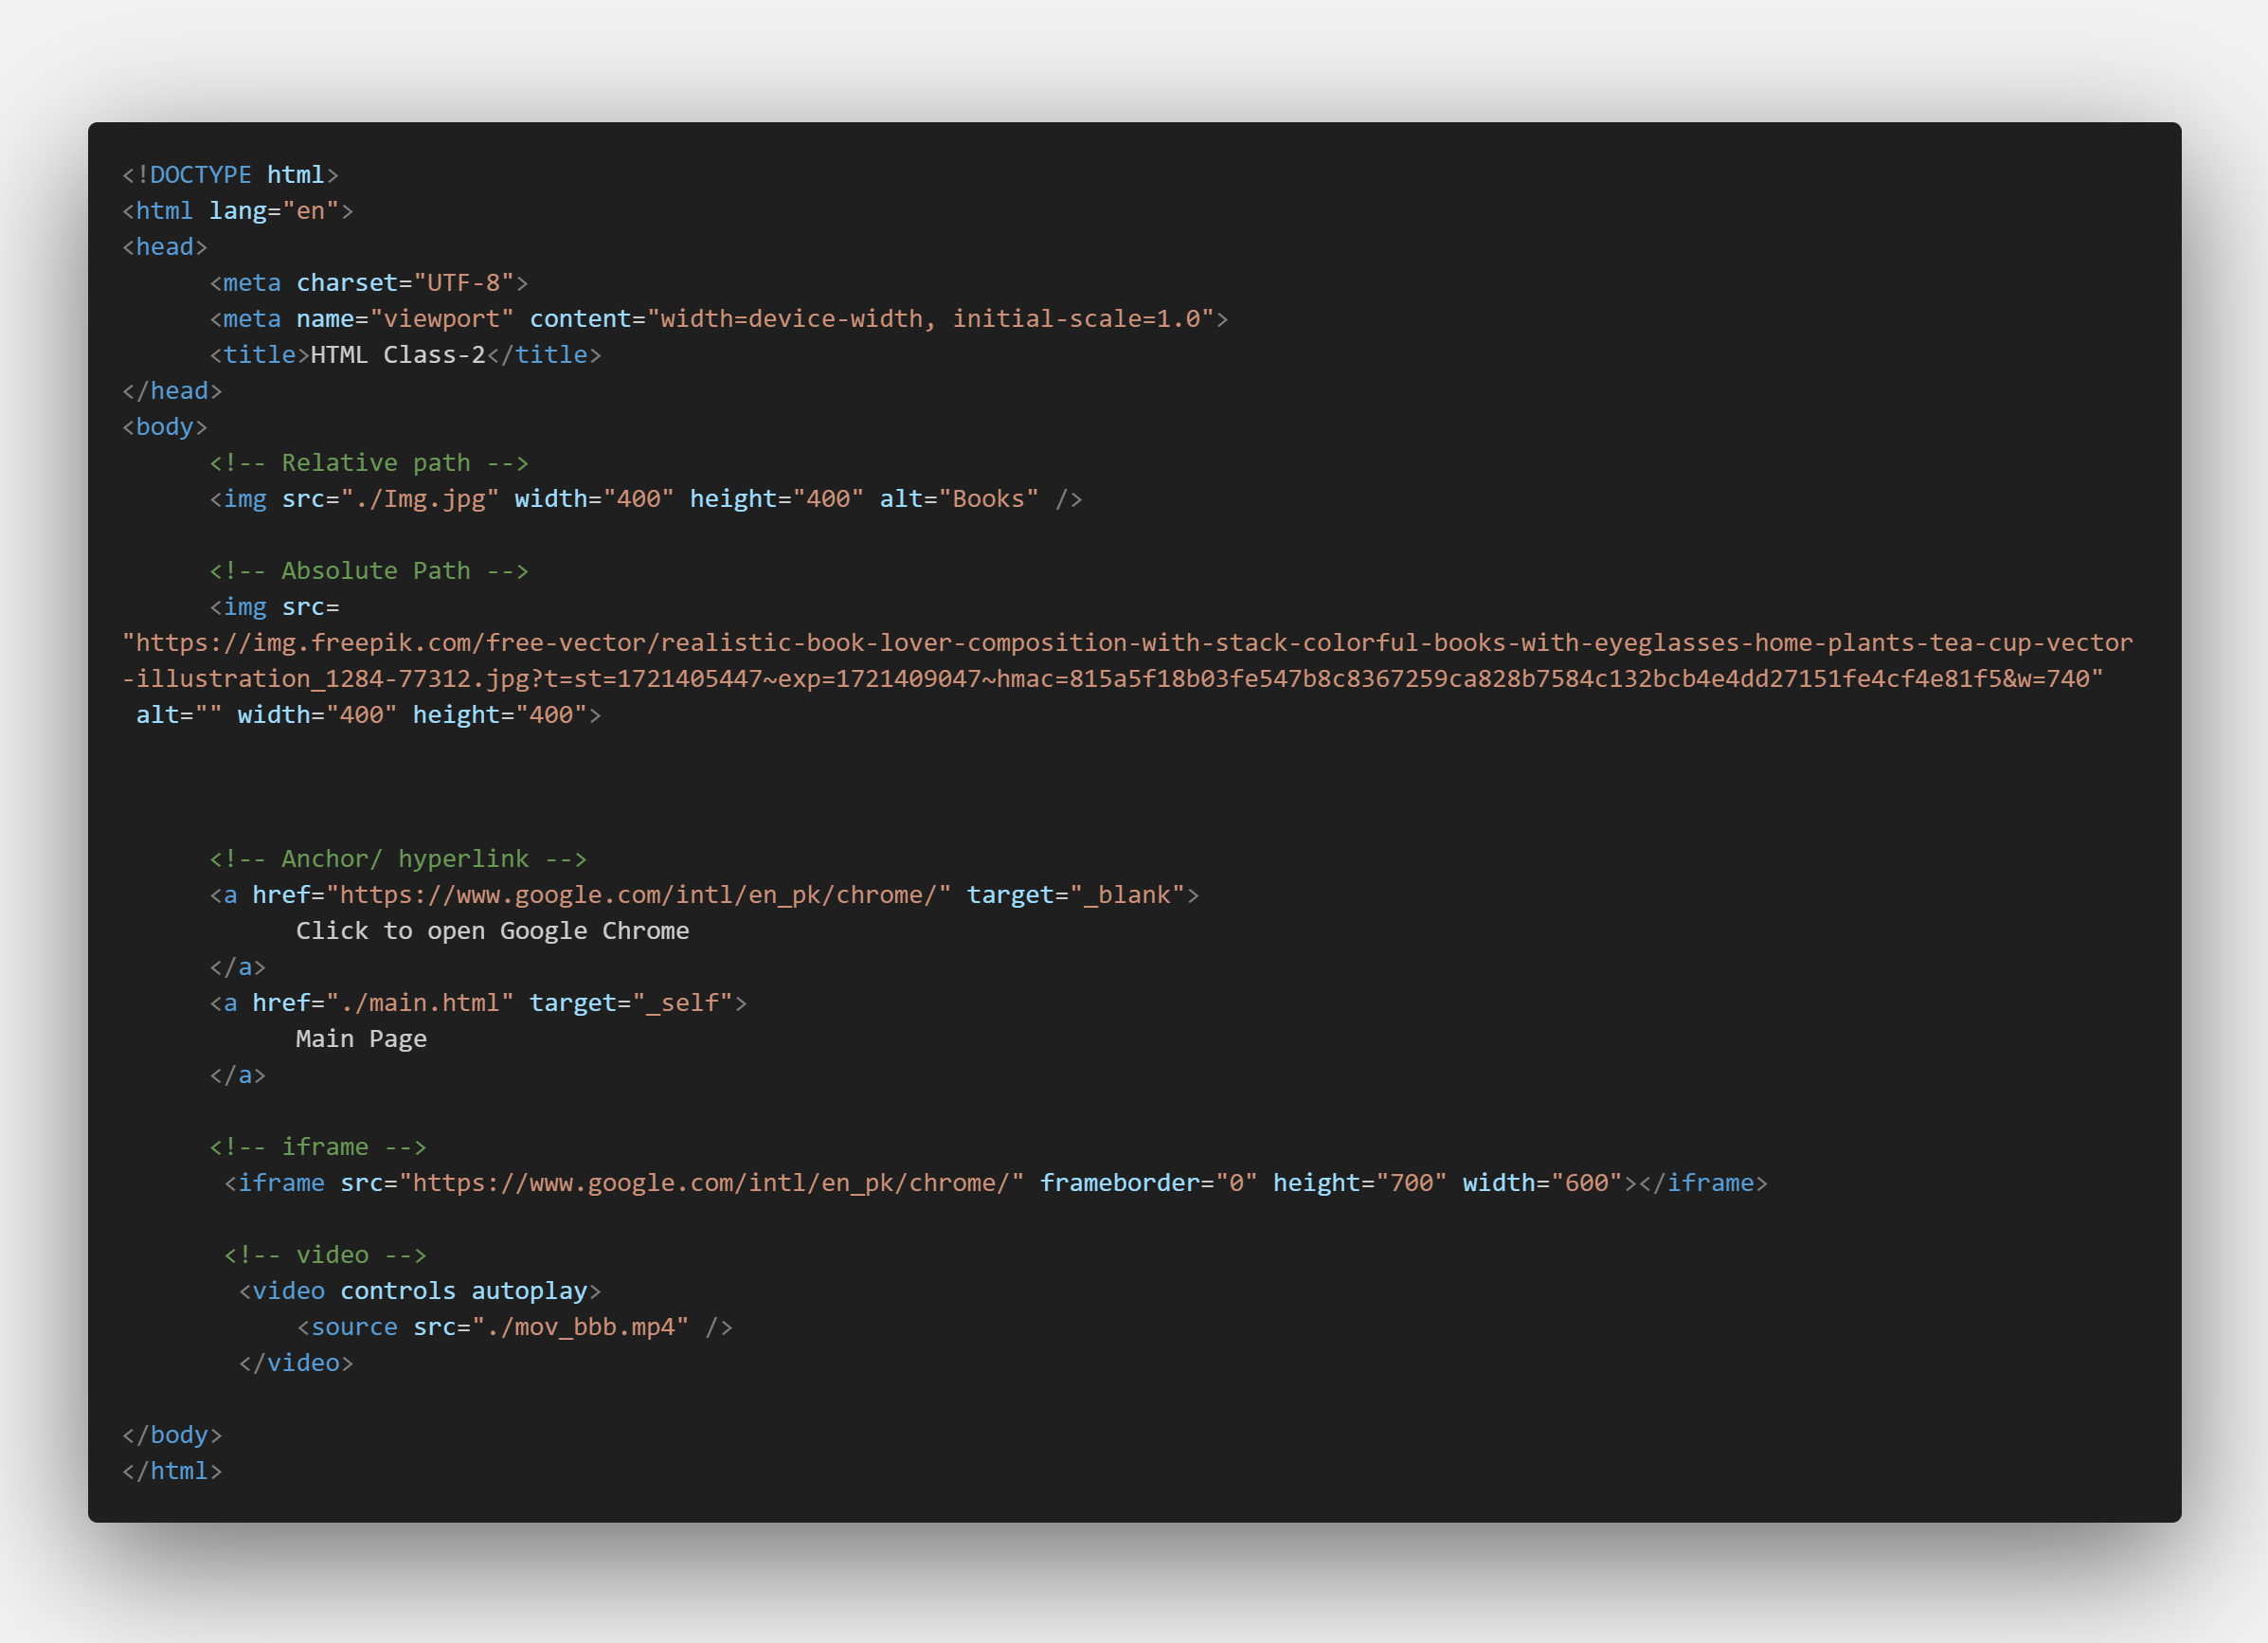 <!DOCTYPE html>
<html lang="en">
<head>
<meta charset="UTF-8">
<meta name="viewport" content="width=device-width, initial-scale=1.0">
<title>HTML Class-2</title>
</head>
<body>
<!-- Relative path -->
<img src="./Img.jpg" width="400" height="400" alt="Books" />
<!-- Absolute Path -->
<img src=
"https://img.freepik.com/free-vector/realistic-book-lover-composition-with-stack-colorful-books-with-eyeglasses-home-plants-tea-cup-vector
-illustration_1284-77312.jpg?t=st=1721405447~exp=1721409047~hmac=815a5f18b03fe547b8c8367259ca828b7584c132bcb4e4dd27151fe4cf4e81f5&w=740"
alt="" width="400" height="400">
<!-- Anchor/ hyperlink -->
<a href="https://www.google.com/intl/en_pk/chrome/" target="_blank">
Click to open Google Chrome
</a>
<a href="./main.html" target="_self">
Main Page
</a>
<!-- iframe -->
<iframe src="https://www.google.com/intl/en_pk/chrome/" frameborder="0" height="700" width="600"></iframe>
<!-- video -->
<video controls autoplay>
<source src="./mov_bbb.mp4" />
</video>
</body>
</html>